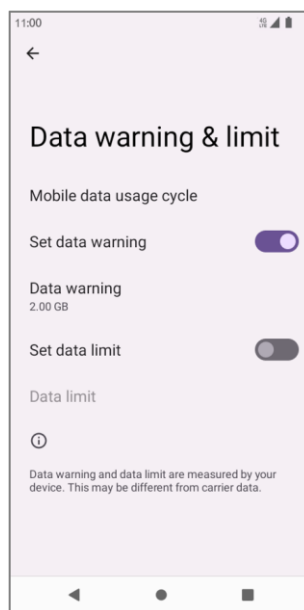 11:00
4G
Data warning & limit
Mobile data usage cycle
Set data warning
Data warning
2.00 GB
Set data limit
Data limit
Data warning and data limit are measured by your
device. This may be different from carrier data.